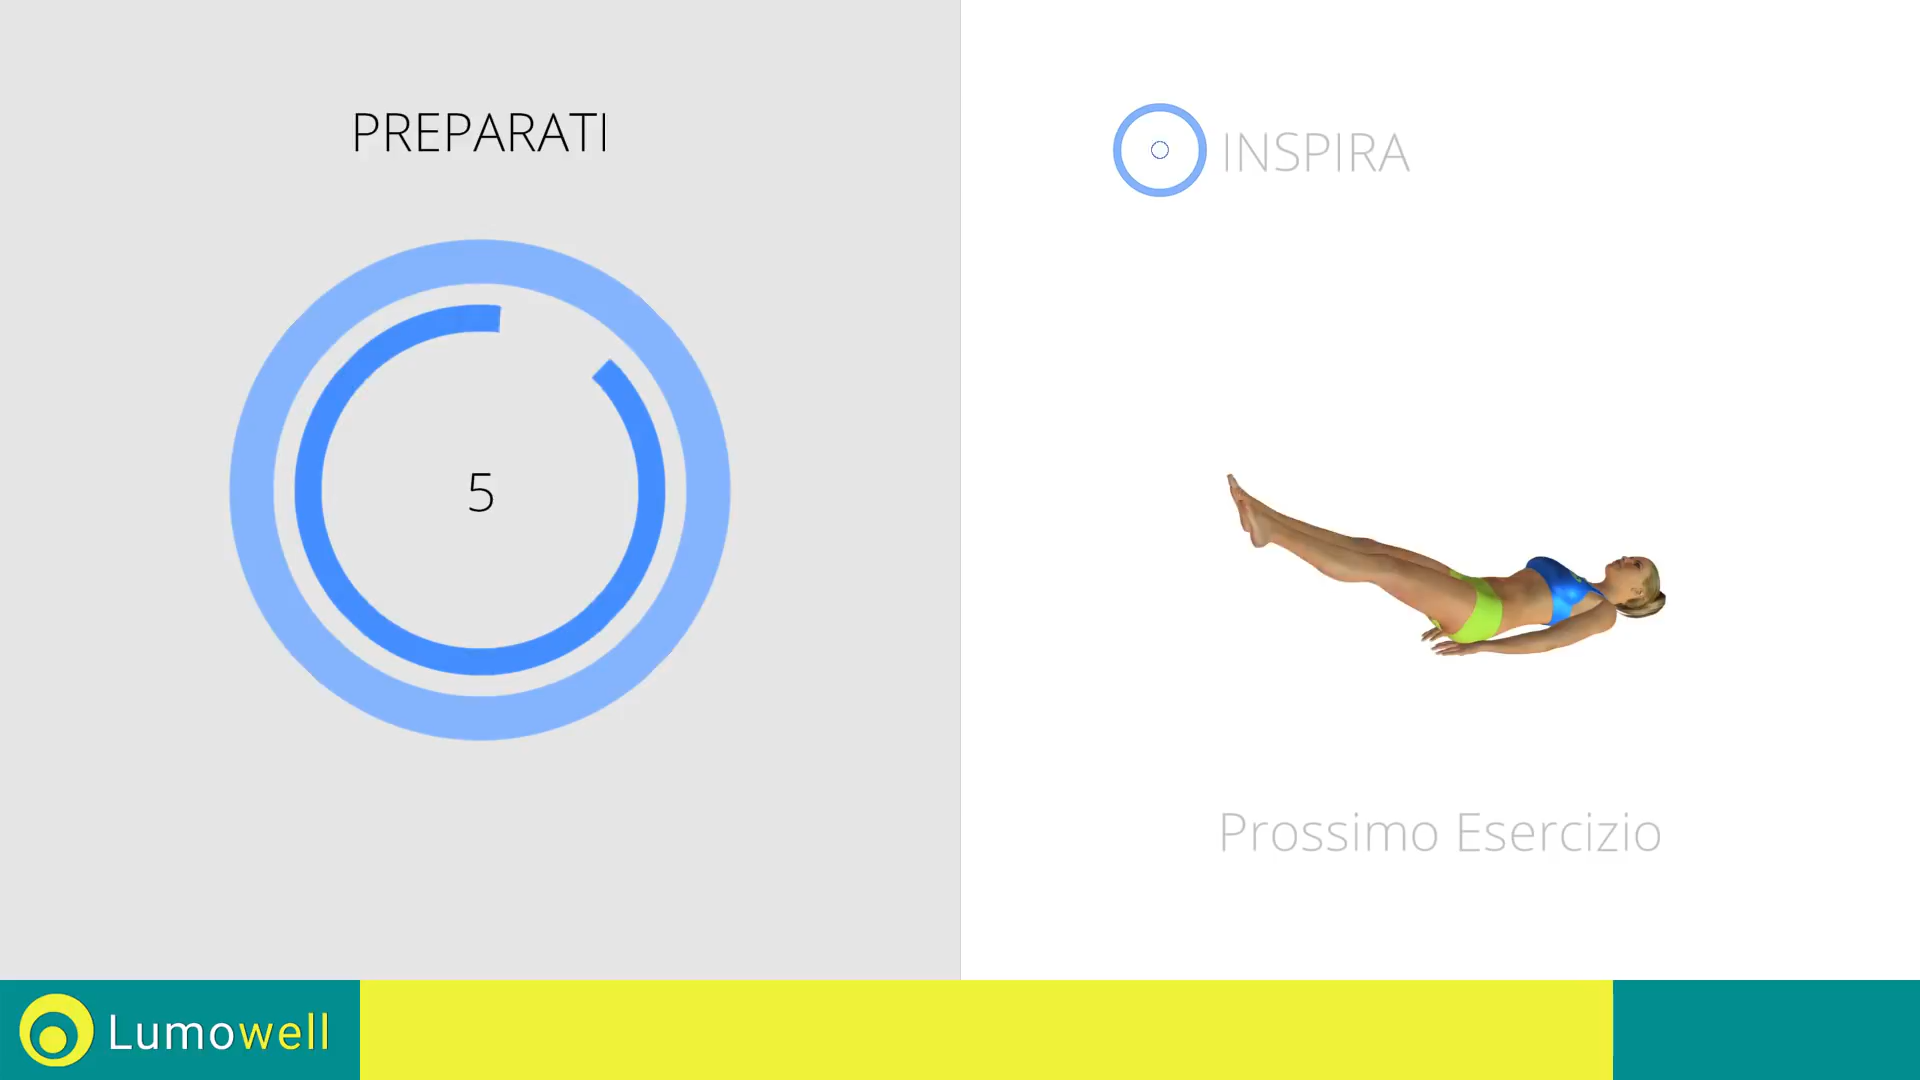 PREPARATI
5
INSPIRA
Prossimo Esercizio
Lumowell